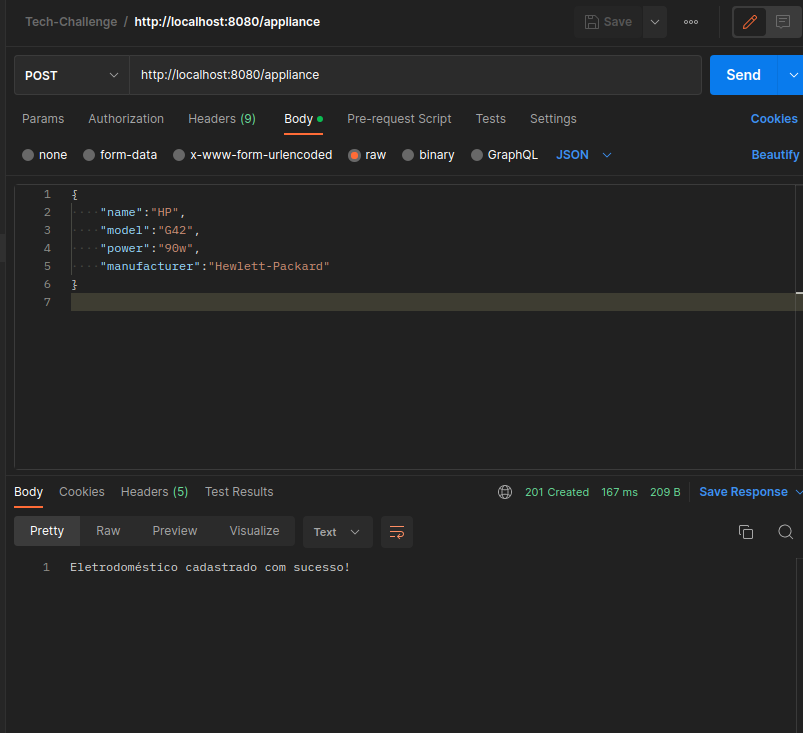 Tech-Challenge / http://localhost:8080/appliance
Save
POST http://localhost:8080/appliance Send
Params Authorization Headers (9) Body Pre-request Script Tests Settings Cookies
none form-data x-www-form-urlencoded raw binary GraphQL JSON Beautify
1 {
2 "name":"HP",
3 "model":"G42",
4 "power":"90w",
5 "manufacturer":"Hewlett-Packard"
6 }
7
Body Cookies Headers (5) Test Results 201 Created 167 ms 209 B Save Response
Pretty Raw Preview Visualize Text
1 Eletrodoméstico cadastrado com sucesso!